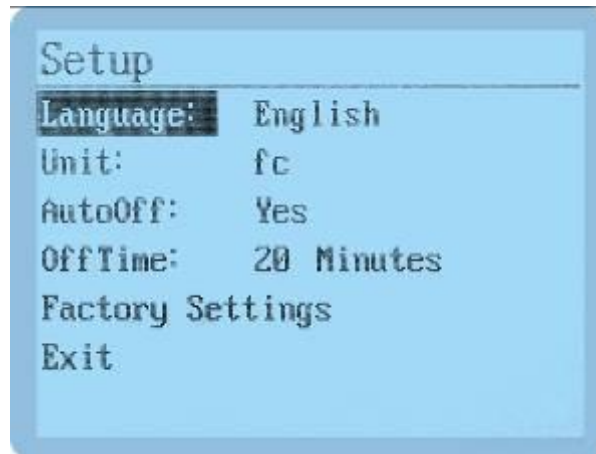 Setup
Language: English
Unit: fc
AutoOff: Yes
OffTime: 20 Minutes
Factory Settings
Exit